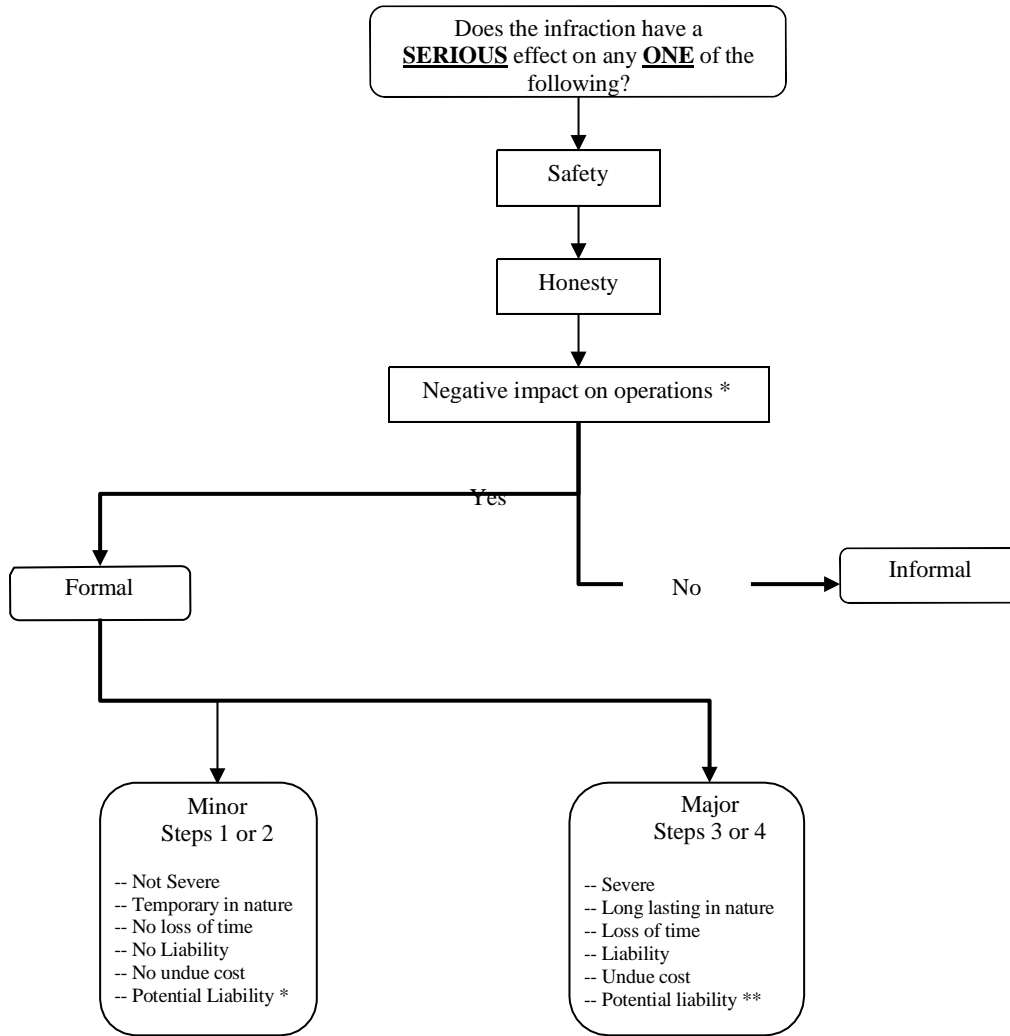 Does the infraction have a
SERIOUS effect on any ONE of the
following?
Safety
Honesty
Negative impact on operations *
Yes
Formal
No
Informal
Minor
Steps 1 or 2
-- Not Severe
-- Temporary in nature
-- No loss of time
-- No Liability
-- No undue cost
-- Potential Liability *
Major
Steps 3 or 4
-- Severe
-- Long lasting in nature
-- Loss of time
-- Liability
-- Undue cost
-- Potential liability **